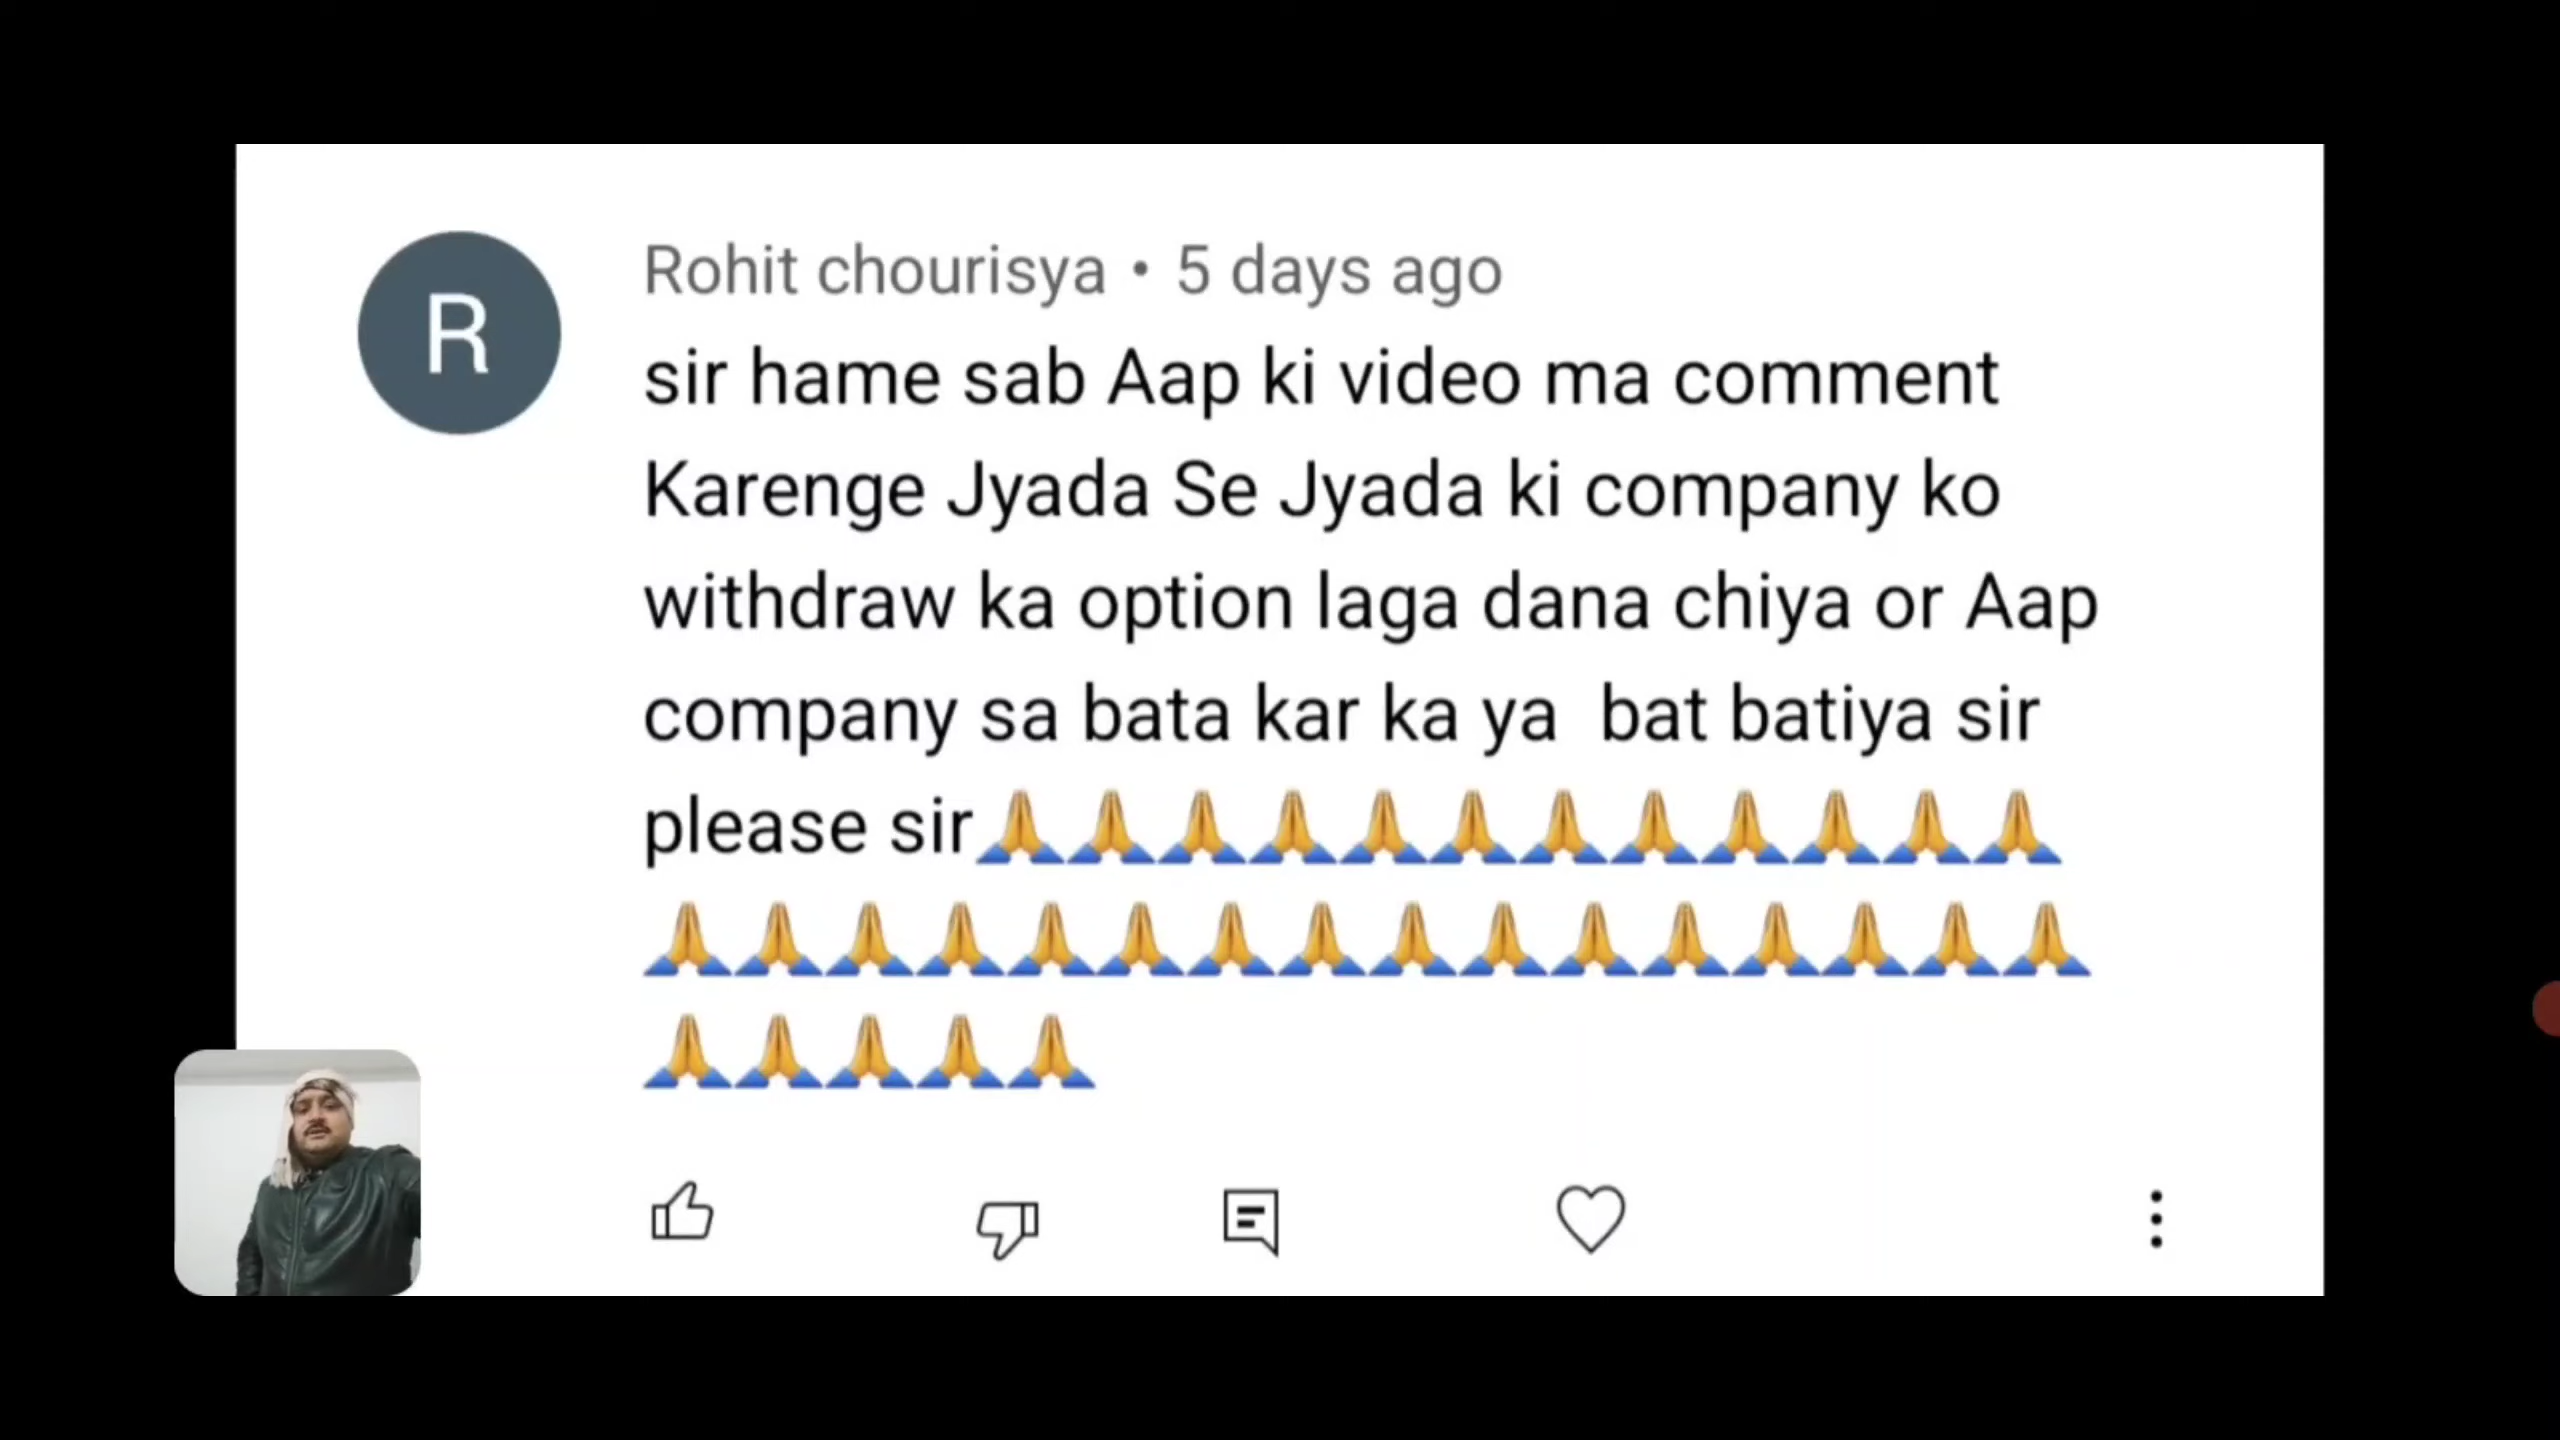 R
Rohit chourisya • 5 days ago
sir hame sab Aap ki video ma comment
Karenge Jyada Se Jyada ki company ko
withdraw ka option laga dana chiya or Aap
company sa bata kar ka ya  bat batiya sir
please sir🙏🙏🙏🙏🙏🙏🙏🙏🙏🙏🙏🙏
🙏🙏🙏🙏🙏🙏🙏🙏🙏🙏🙏🙏🙏🙏🙏🙏
🙏🙏🙏🙏🙏